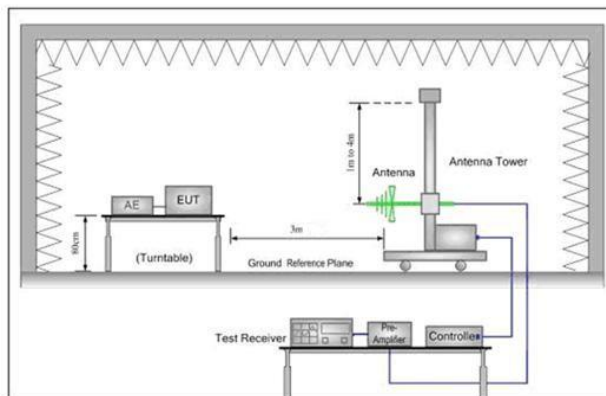 1m to 4m
Antenna
Antenna Tower
AE
EUT
80cm
(Turntable)
3m
Ground Reference Plane
Test Receiver
Pre-
Amplifier
Controller